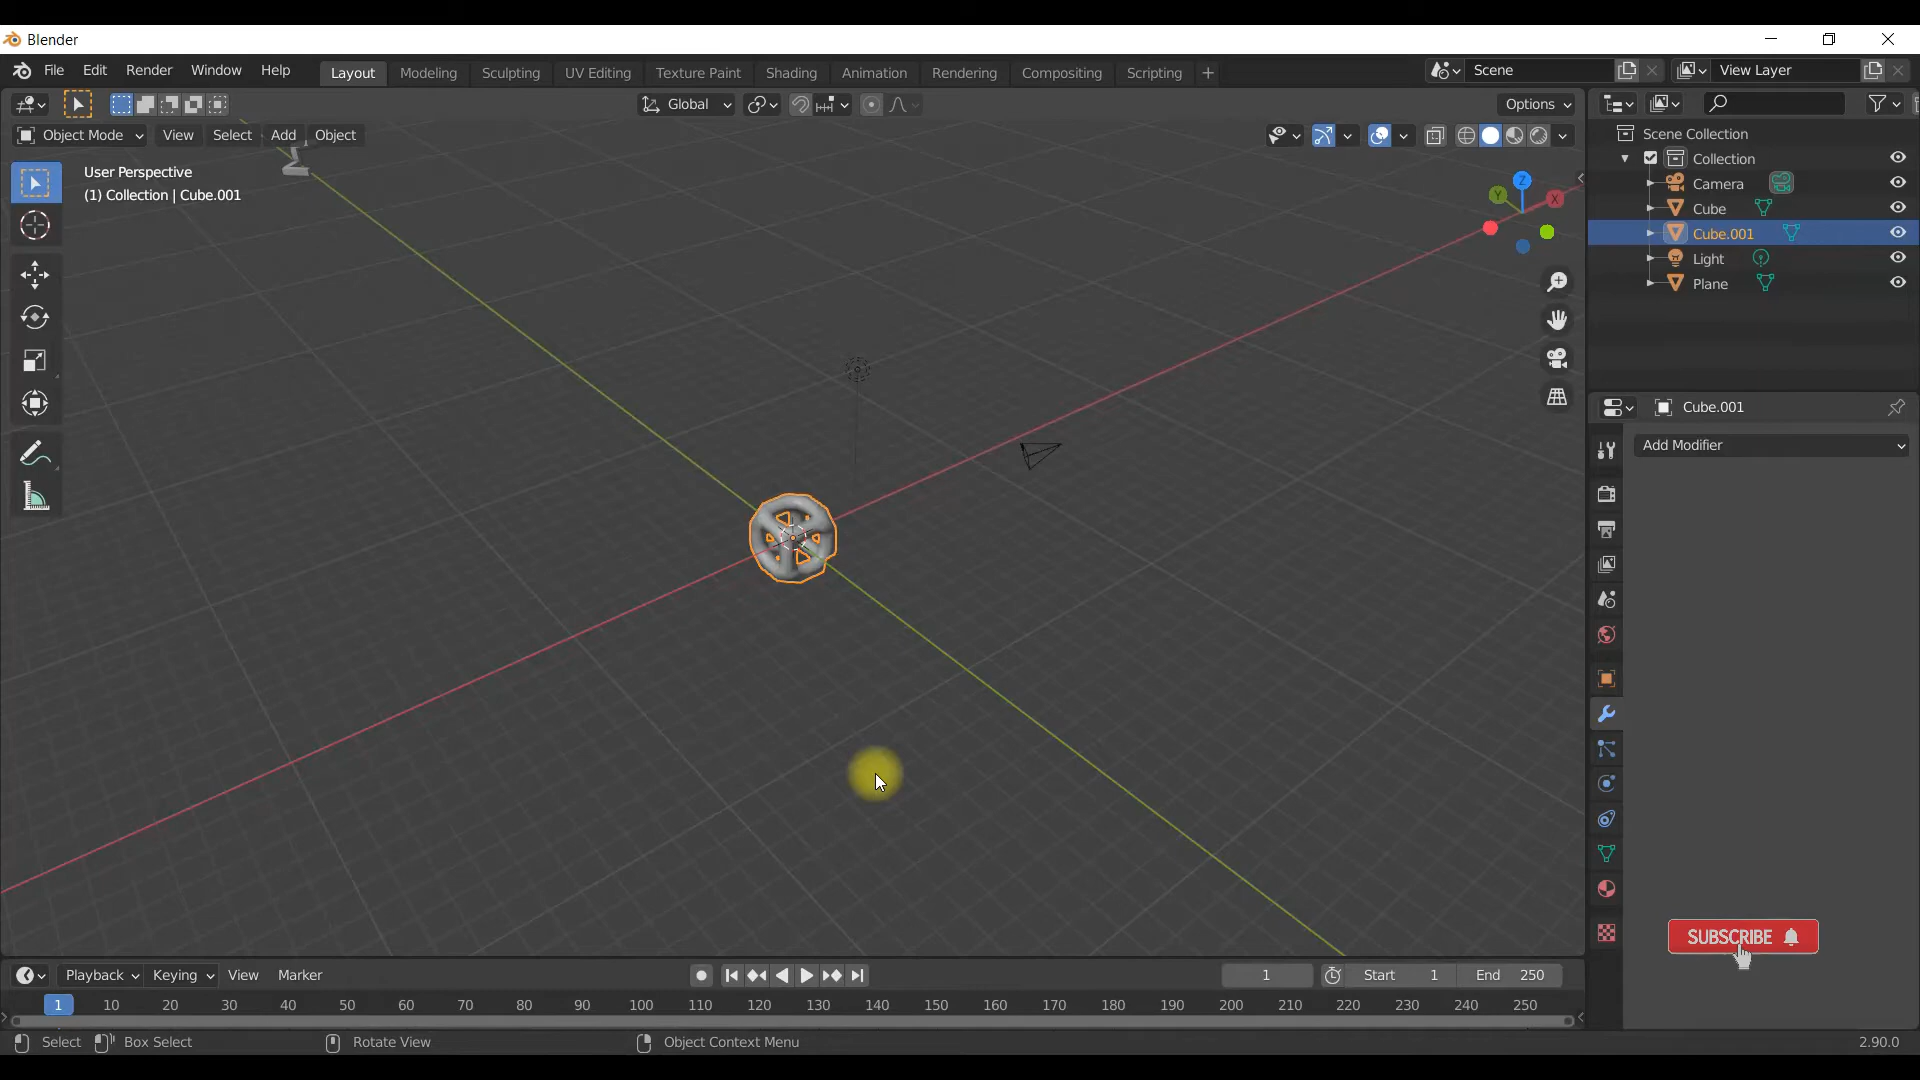 Blender
File Edit Render Window Help Layout Modeling Sculpting UV Editing Texture Paint Shading Animation Rendering Compositing Scripting + Scene View Layer
Global Options
Object Mode View Select Add Object
User Perspective
(1) Collection | Cube.001
Z
Y
X
Scene Collection
Collection
Camera
Cube
Cube.001
Light
Plane
Cube.001
Add Modifier
SUBSCRIBE
Playback Keying View Marker 1 Start 1 End 250
1 10 20 30 40 50 60 70 80 90 100 110 120 130 140 150 160 170 180 190 200 210 220 230 240 250
Select Box Select Rotate View Object Context Menu 2.90.0